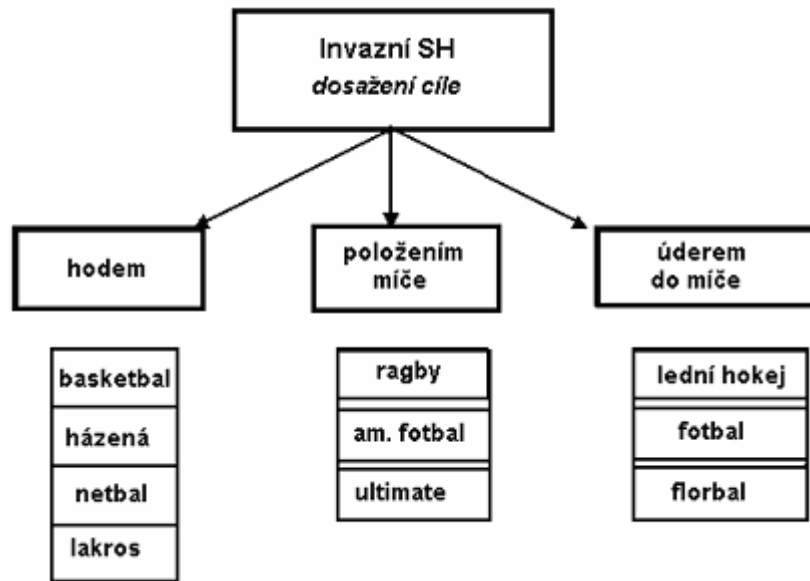 Invazní SH
dosažení cíle
hodem
položením
míče
úderem
do míče
basketbal
házená
netbal
lakros
ragby
am. fotbal
ultimate
lední hokej
fotbal
florbal